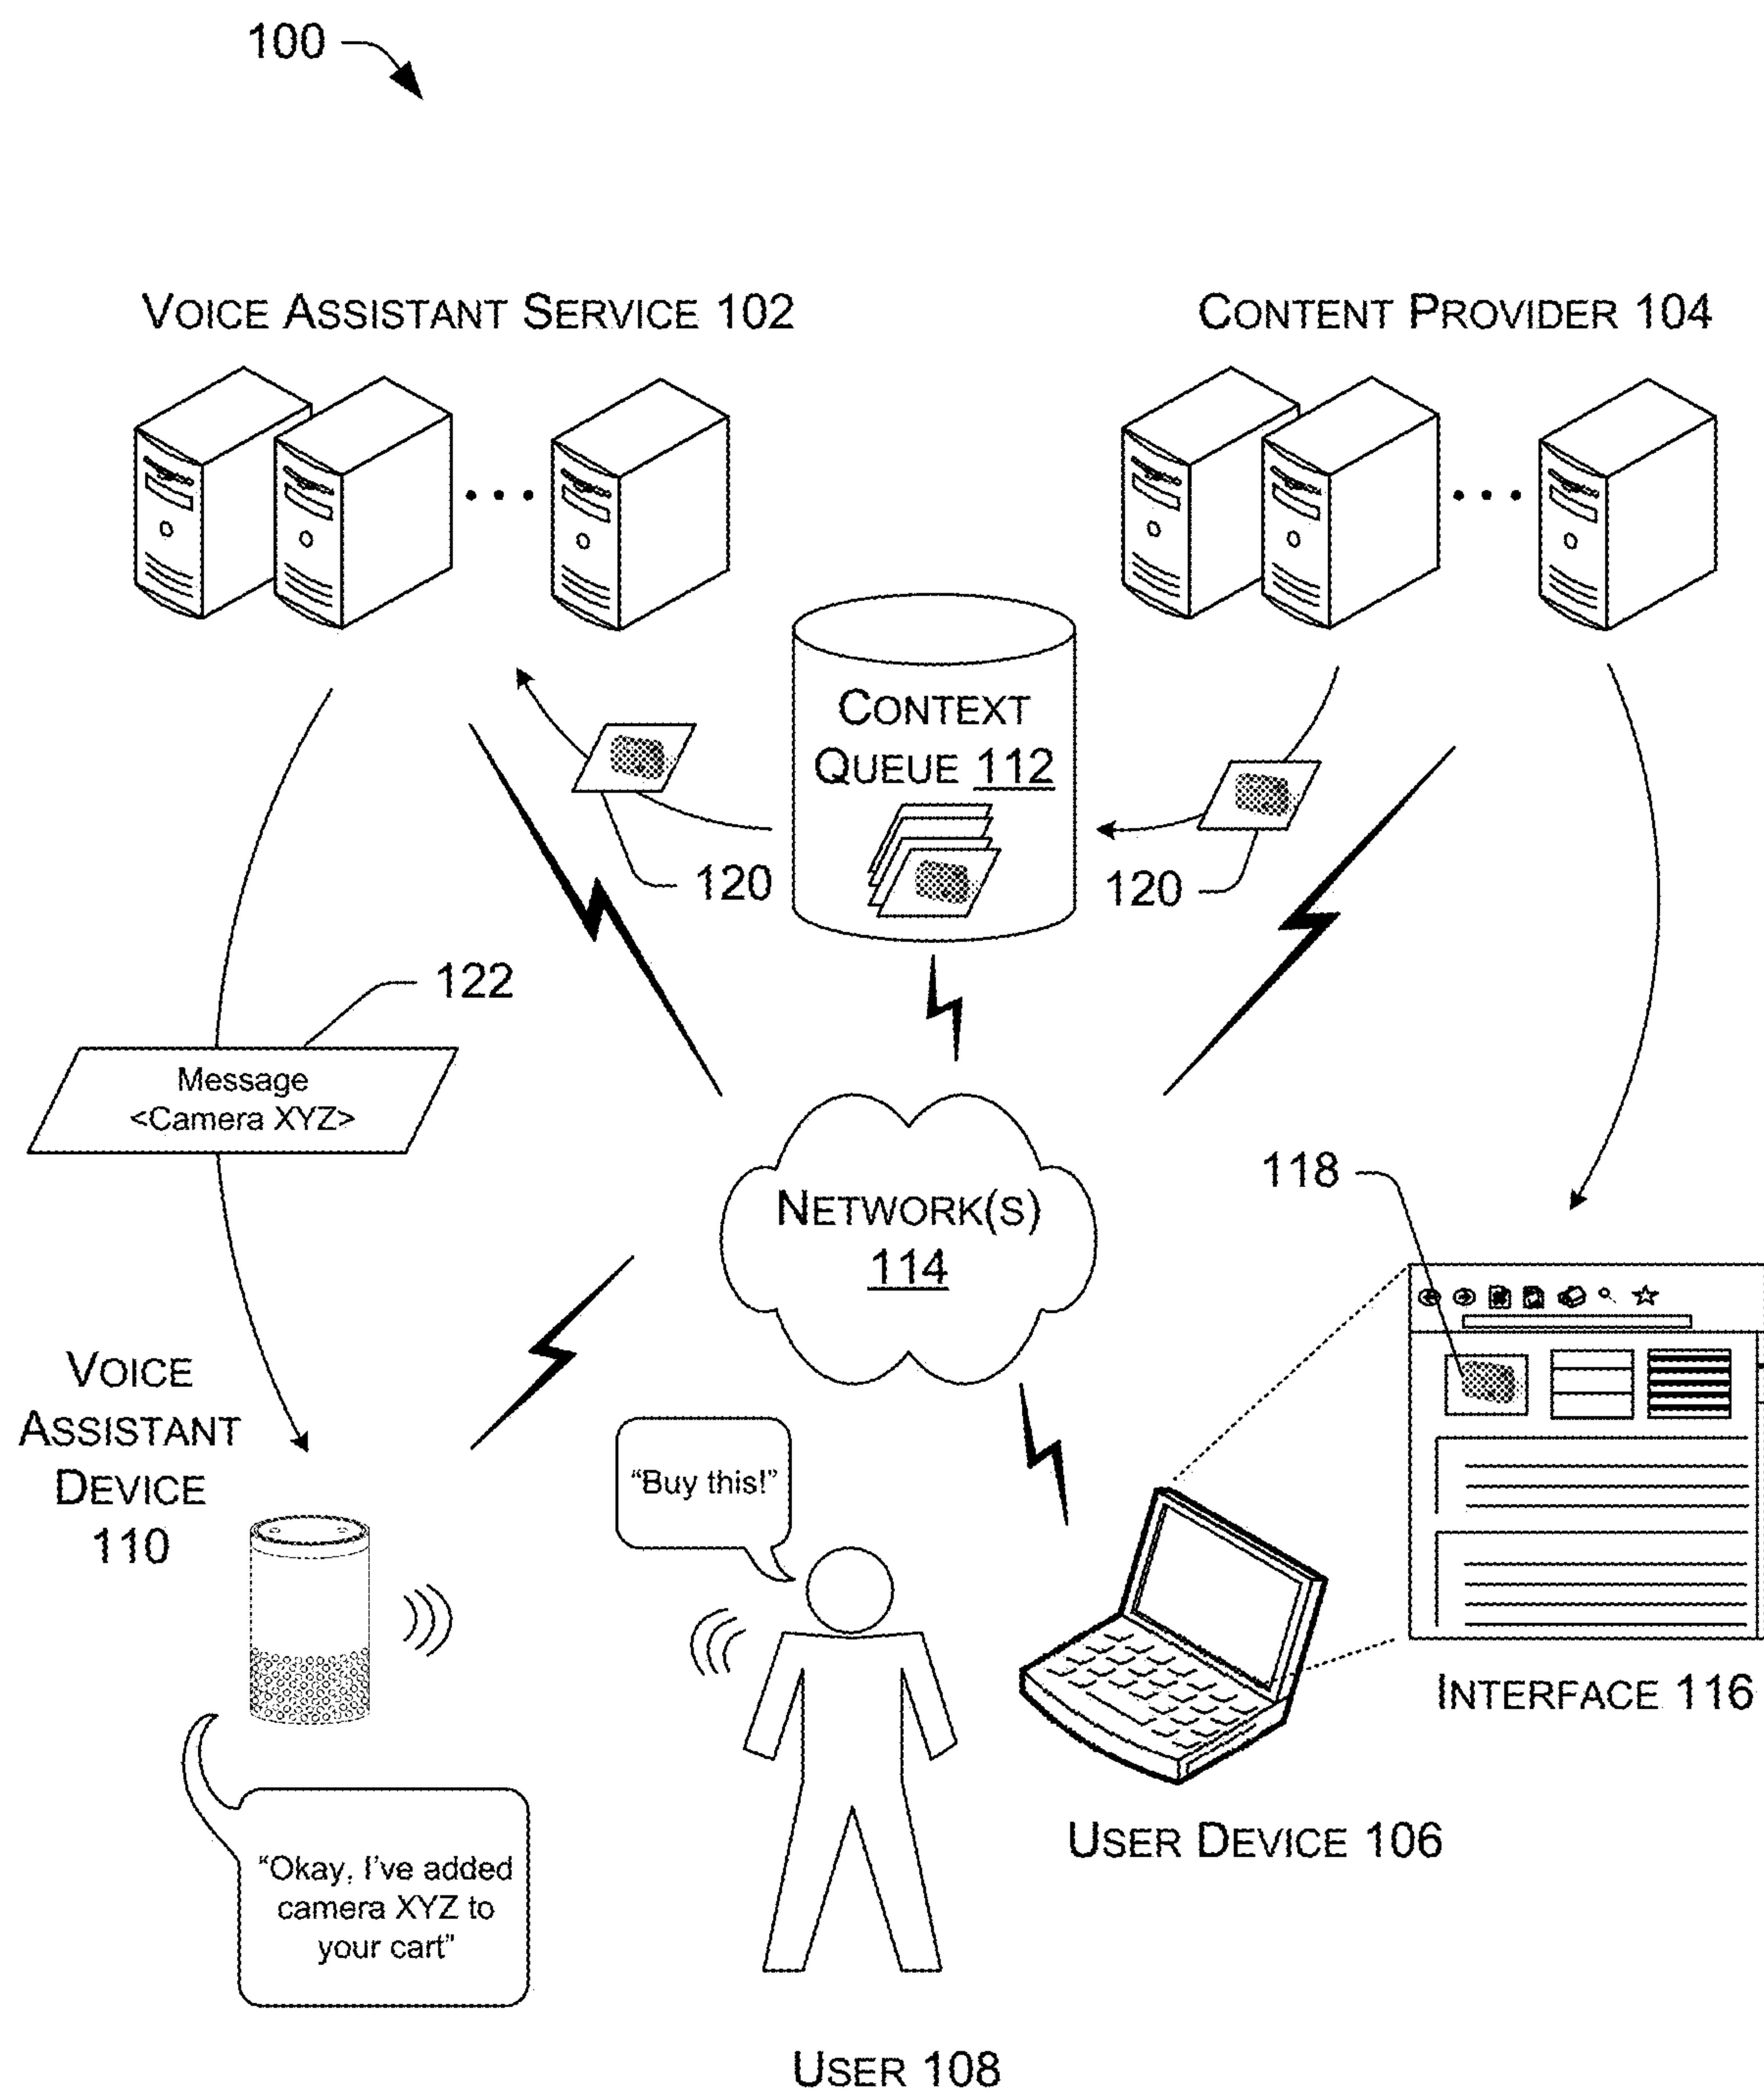 100
VOICE ASSISTANT SERVICE 102
CONTENT PROVIDER 104
CONTEXT
QUEUE 112
120
120
122
Message
<Camera XYZ>
NETWORK(S)
114
118
VOICE
ASSISTANT
DEVICE
110
"Buy this!"
INTERFACE 116
USER DEVICE 106
"Okay, I've added
camera XYZ to
your cart"
USER 108